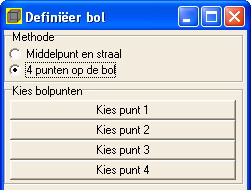 Definiëer bol
Methode
Middelpunt en straal
4 punten op de bol
Kies bolpunten
Kies punt 1
Kies punt 2
Kies punt 3
Kies punt 4